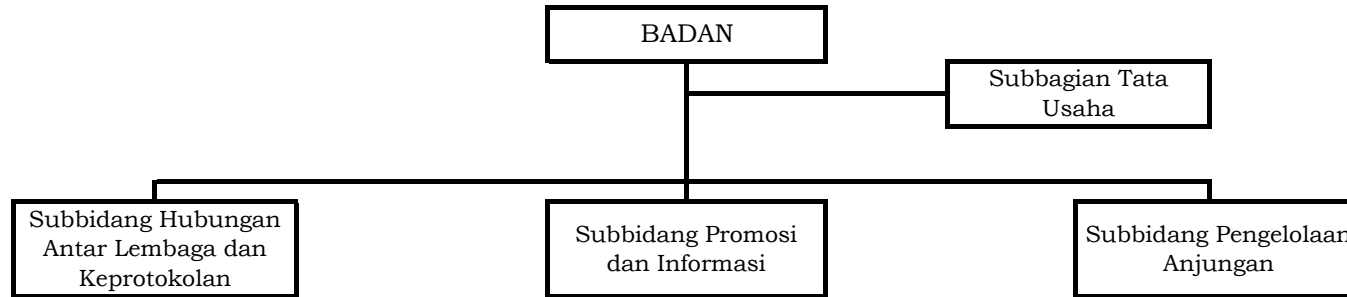 BADAN
Subbagian Tata
Usaha
Subbidang Hubungan
Antar Lembaga dan
Keprotokolan
Subbidang Promosi
dan Informasi
Subbidang Pengelolaan
Anjungan